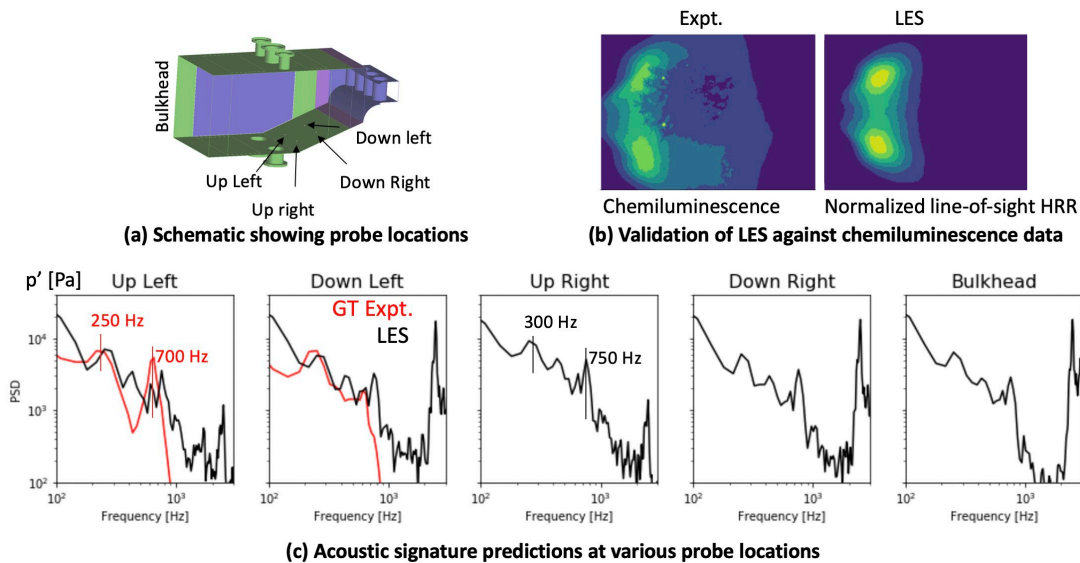 Expt.
LES
Bulkhead
Down left
Up Left
Down Right
Up right
Chemiluminescence
Normalized line-of-sight HRR
(a) Schematic showing probe locations
(b) Validation of LES against chemiluminescence data
p’ [Pa]
Up Left
Down Left
Up Right
Down Right
Bulkhead
GT Expt.
LES
250 Hz
700 Hz
300 Hz
750 Hz
PSD
10⁴
10³
10²
10² 10³
10² 10³
10² 10³
10² 10³
10² 10³
Frequency [Hz]
Frequency [Hz]
Frequency [Hz]
Frequency [Hz]
Frequency [Hz]
(c) Acoustic signature predictions at various probe locations